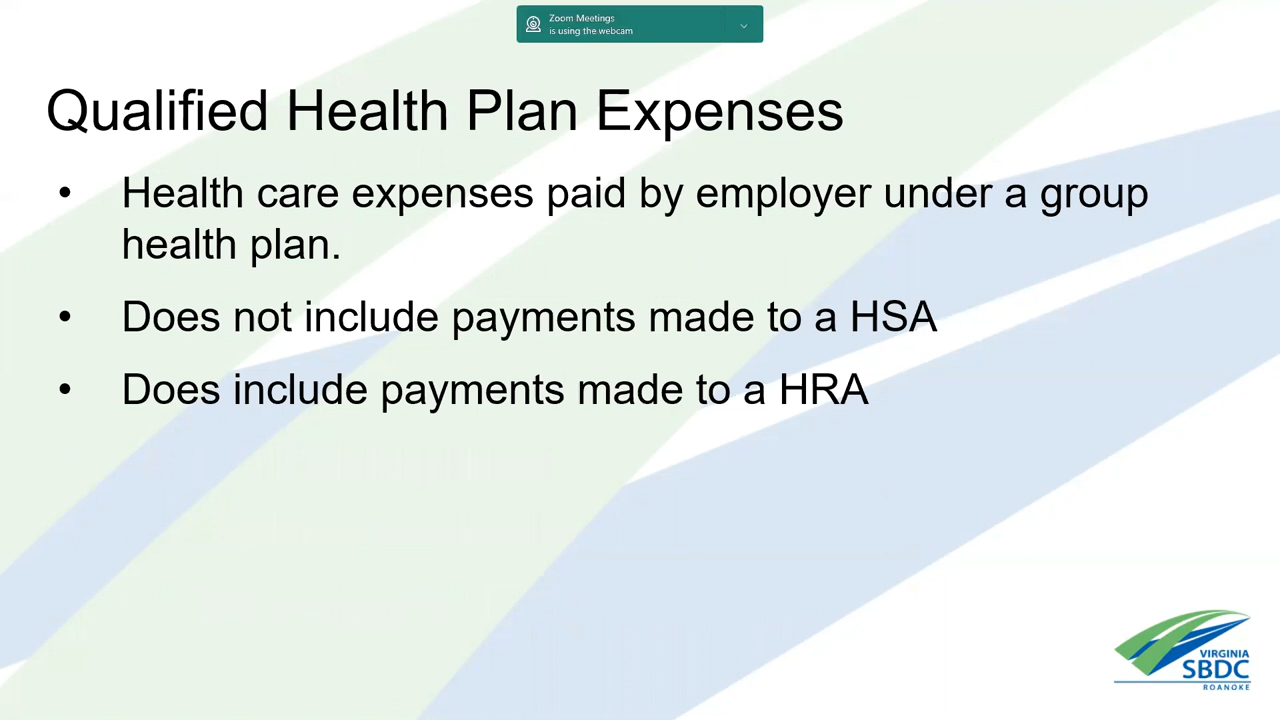 Zoom Meetings
is using the webcam
Qualified Health Plan Expenses
• Health care expenses paid by employer under a group
health plan.
• Does not include payments made to a HSA
• Does include payments made to a HRA
VIRGINIA
SBDC
ROANOKE